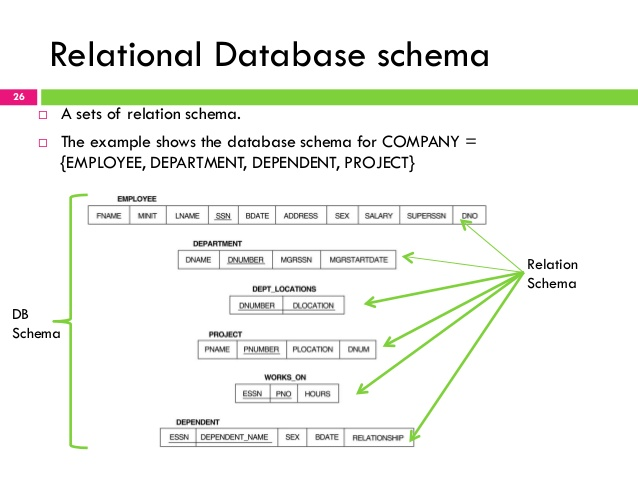 Relational Database schema
26
A sets of relation schema.
The example shows the database schema for COMPANY =
{EMPLOYEE, DEPARTMENT, DEPENDENT, PROJECT}
EMPLOYEE
FNAME MINIT LNAME SSN BDATE ADDRESS SEX SALARY SUPERSSN DNO
DEPARTMENT
DNAME DNUMBER MGRSSN MGRSTARTDATE
Relation
Schema
DEPT_LOCATIONS
DNUMBER DLOCATION
DB
Schema
PROJECT
PNAME PNUMBER PLOCATION DNUM
WORKS_ON
ESSN PNO HOURS
DEPENDENT
ESSN DEPENDENT_NAME SEX BDATE RELATIONSHIP